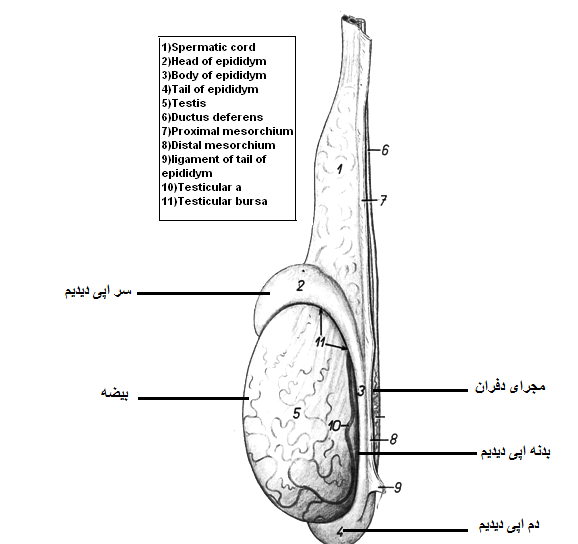 1)Spermatic cord
2)Head of epididym
3)Body of epididym
4)Tail of epididym
5)Testis
6)Ductus deferens
7)Proximal mesorchium
8)Distal mesorchium
9)ligament of tail of
epididym
10)Testicular a
11)Testicular bursa
6
1
7
2
سر اپی دیدیم
11
مجرای دفران
3
بیضه
5
10
8
بدنه اپی دیدیم
9
دم اپی دیدیم
4